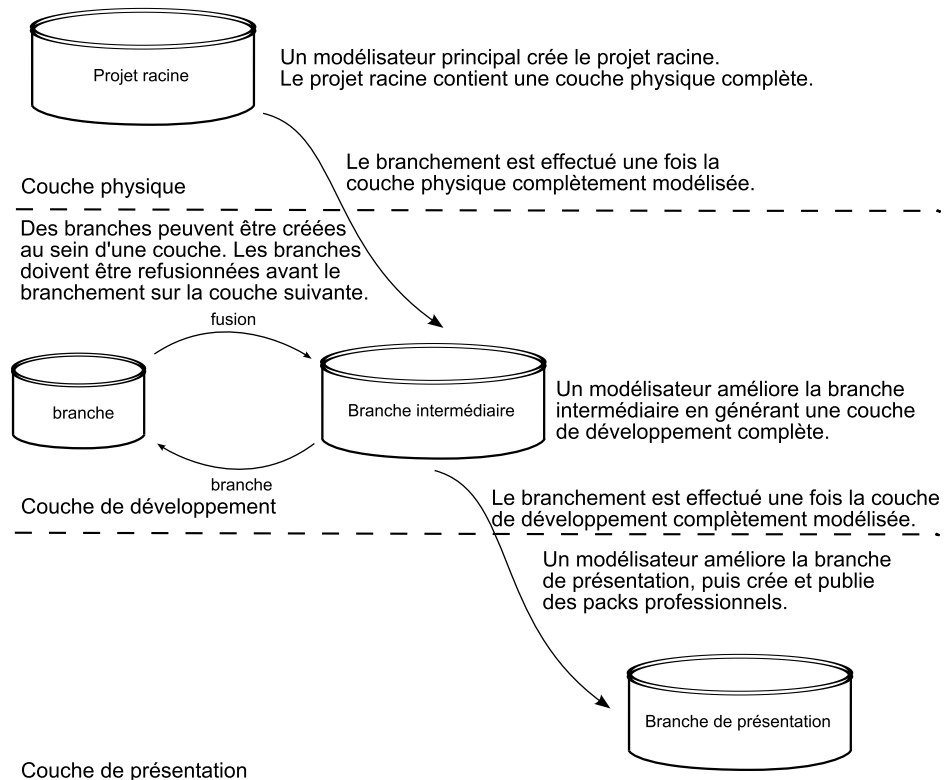 Projet racine
Un modélisateur principal crée le projet racine.
Le projet racine contient une couche physique complète.
Le branchement est effectué une fois la
couche physique complètement modélisée.
Couche physique
Des branches peuvent être créées
au sein d'une couche. Les branches
doivent être refusionnées avant le
branchement sur la couche suivante.
fusion
branche
Branche intermédiaire
Un modélisateur améliore la branche
intermédiaire en générant une couche
de développement complète.
branche
Couche de développement
Le branchement est effectué une fois la couche
de développement complètement modélisée.
Un modélisateur améliore la branche
de présentation, puis crée et publie
des packs professionnels.
Branche de présentation
Couche de présentation